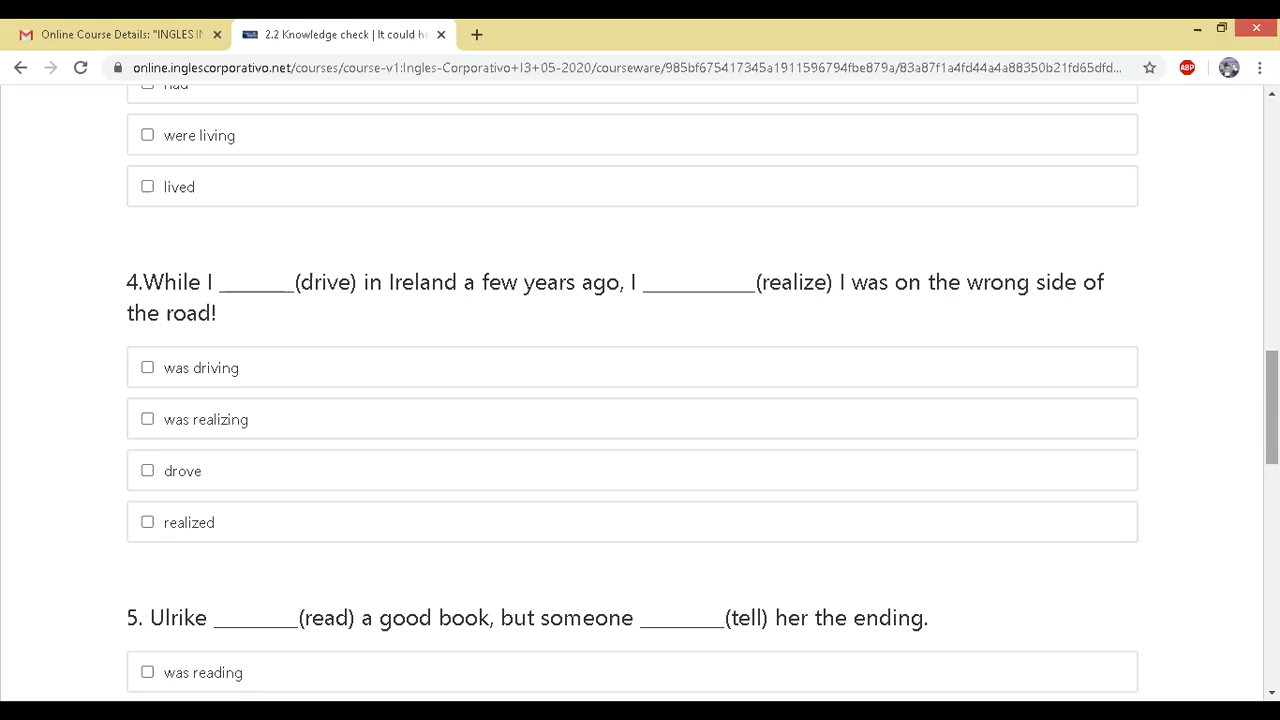 Online Course Details: "INGLES IN
2.2 Knowledge check | It could ha
online.inglescorporativo.net/courses/course-v1:Ingles-Corporativo+I3+05-2020/courseware/985bf675417345a1911596794fbe879a/83a87f1a4fd44a4a88350b21fd65dfd...
ABP
had
were living
lived
4.While I _______(drive) in Ireland a few years ago, I __________(realize) I was on the wrong side of
the road!
was driving
was realizing
drove
realized
5. Ulrike ________(read) a good book, but someone ________(tell) her the ending.
was reading